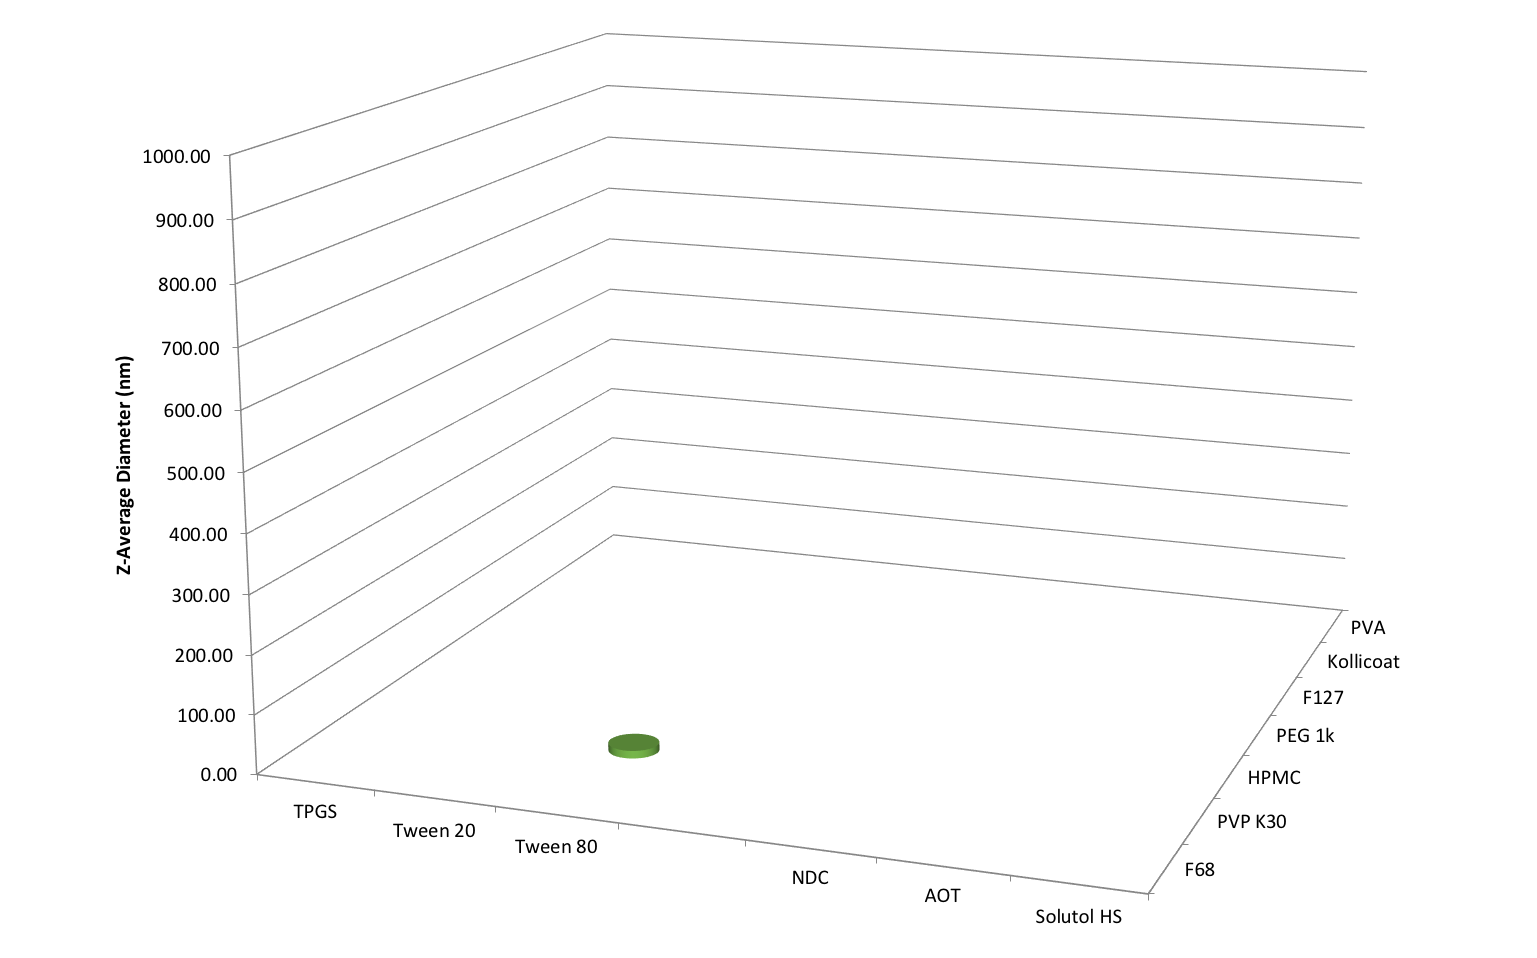 1000.00
900.00
800.00
700.00
600.00
500.00
400.00
300.00
200.00
100.00
0.00
Z-Average Diameter (nm)
TPGS
Tween 20
Tween 80
NDC
AOT
Solutol HS
PVA
Kollicoat
F127
PEG 1k
HPMC
PVP K30
F68